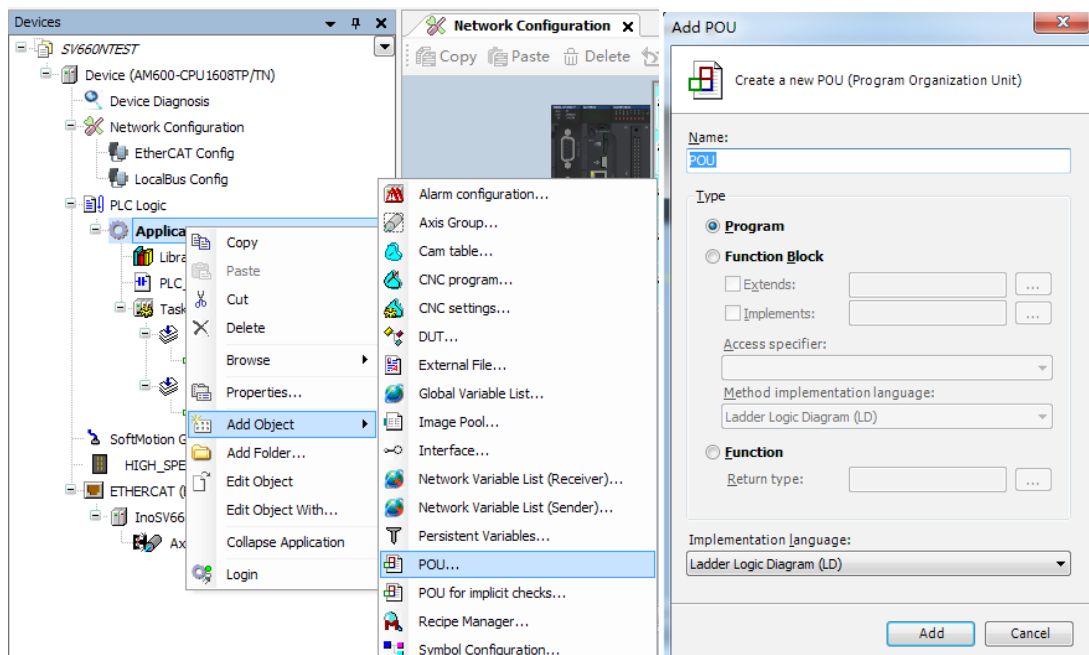 Devices
SV660NTEST
Device (AM600-CPU1608TP/TN)
Device Diagnosis
Network Configuration
EtherCAT Config
LocalBus Config
PLC Logic
Applica
Libra
PLC_
Task
SoftMotion G
HIGH_SPE
ETHERCAT (
InoSV66
Ax
Copy
Paste
Cut
Delete
Browse
Properties...
Add Object
Add Folder...
Edit Object
Edit Object With...
Collapse Application
Login
Network Configuration
Copy Paste Delete
Alarm configuration...
Axis Group...
Cam table...
CNC program...
CNC settings...
DUT...
External File...
Global Variable List...
Image Pool...
Interface...
Network Variable List (Receiver)...
Network Variable List (Sender)...
Persistent Variables...
POU...
POU for implicit checks...
Recipe Manager...
Symbol Configuration...
Add POU
Create a new POU (Program Organization Unit)
Name:
POU
Type
Program
Function Block
Extends:
...
Implements:
...
Access specifier:
Method implementation language:
Ladder Logic Diagram (LD)
Function
Return type:
...
Implementation language:
Ladder Logic Diagram (LD)
Add Cancel